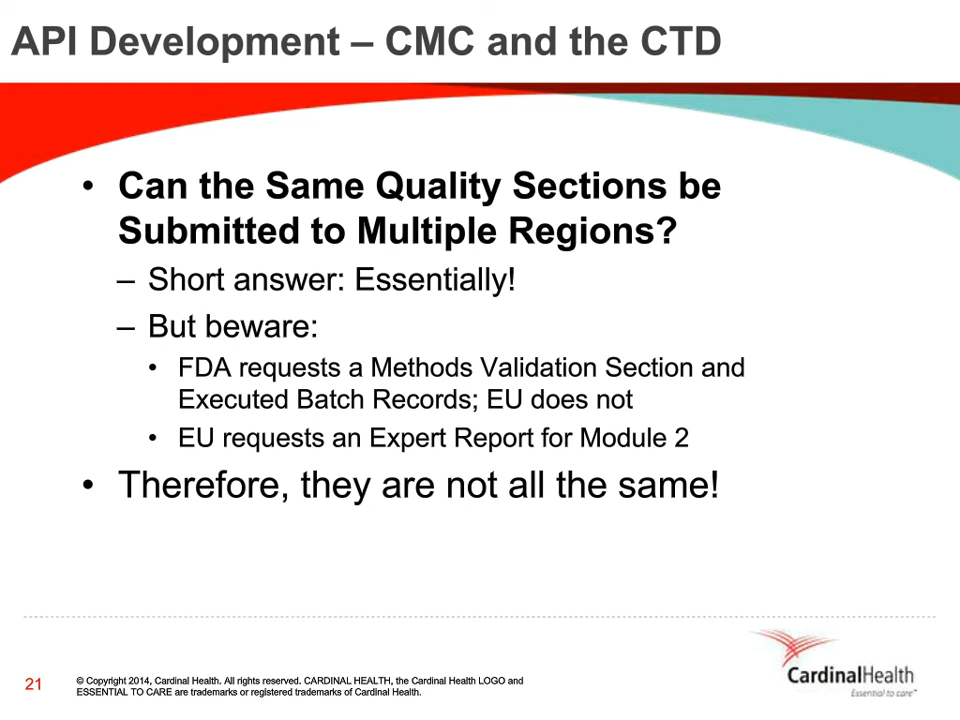 API Development – CMC and the CTD
• Can the Same Quality Sections be
Submitted to Multiple Regions?
– Short answer: Essentially!
– But beware:
• FDA requests a Methods Validation Section and
Executed Batch Records; EU does not
• EU requests an Expert Report for Module 2
• Therefore, they are not all the same!
21
© Copyright 2014, Cardinal Health. All rights reserved. CARDINAL HEALTH, the Cardinal Health LOGO and
ESSENTIAL TO CARE are trademarks or registered trademarks of Cardinal Health.
CardinalHealth
Essential to care™